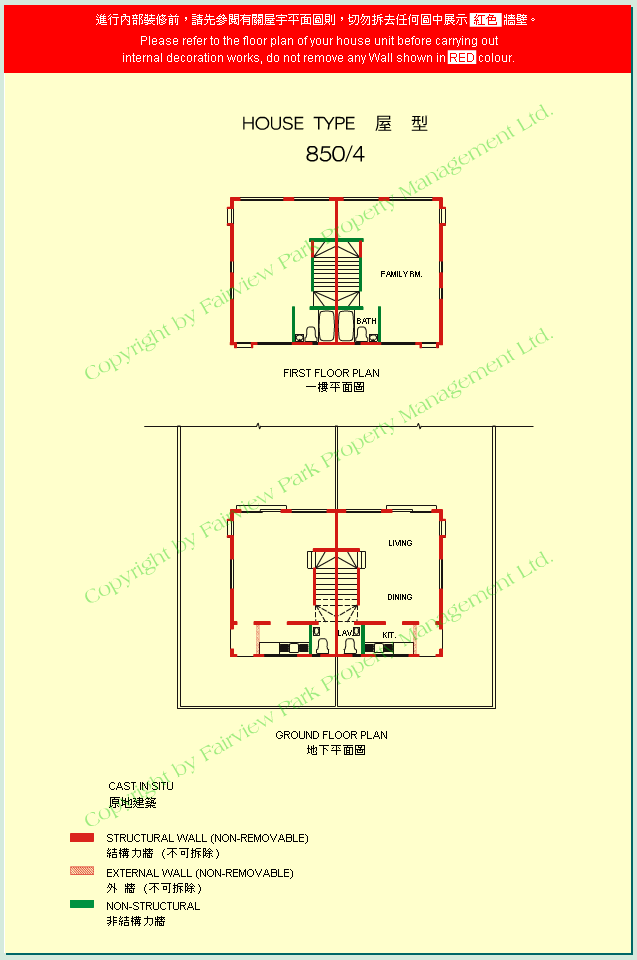 進行內部裝修前，請先參閱有關屋宇平面圖則，切勿拆去任何圖中展示 紅色 牆壁。
Please refer to the floor plan of your house unit before carrying out
internal decoration works, do not remove any Wall shown in RED colour.
HOUSE TYPE 屋 型
850/4
Copyright by Fairview Park Property Management Ltd.
FAMILY RM.
BATH
FIRST FLOOR PLAN
一樓平面圖
Copyright by Fairview Park Property Management Ltd.
LIVING
DINING
LAV.
KIT.
Copyright by Fairview Park Property Management Ltd.
GROUND FLOOR PLAN
地下平面圖
CAST IN SITU
原地建築
STRUCTURAL WALL (NON-REMOVABLE)
結構力牆 (不可拆除)
EXTERNAL WALL (NON-REMOVABLE)
外 牆 (不可拆除)
NON-STRUCTURAL
非結構力牆